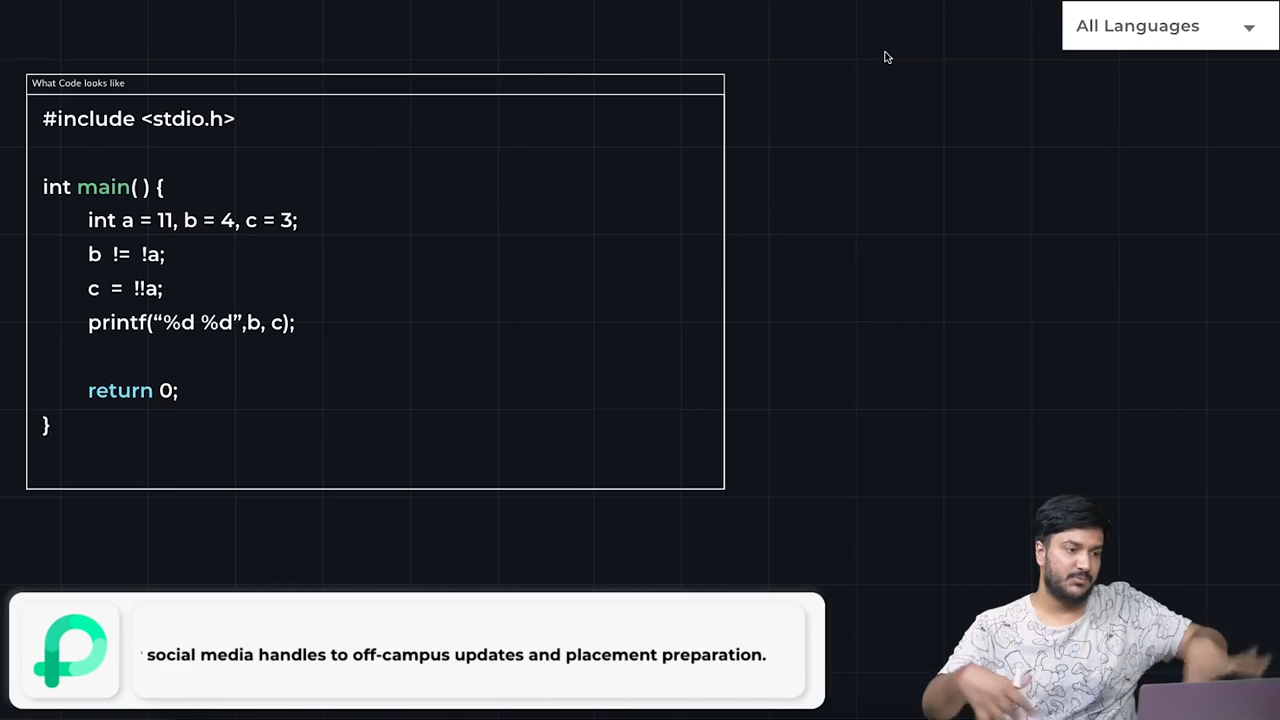 All Languages
What Code looks like
#include <stdio.h>
int main( ) {
int a = 11, b = 4, c = 3;
b != !a;
c = !!a;
printf(“%d %d”,b, c);
return 0;
}
social media handles to off-campus updates and placement preparation.